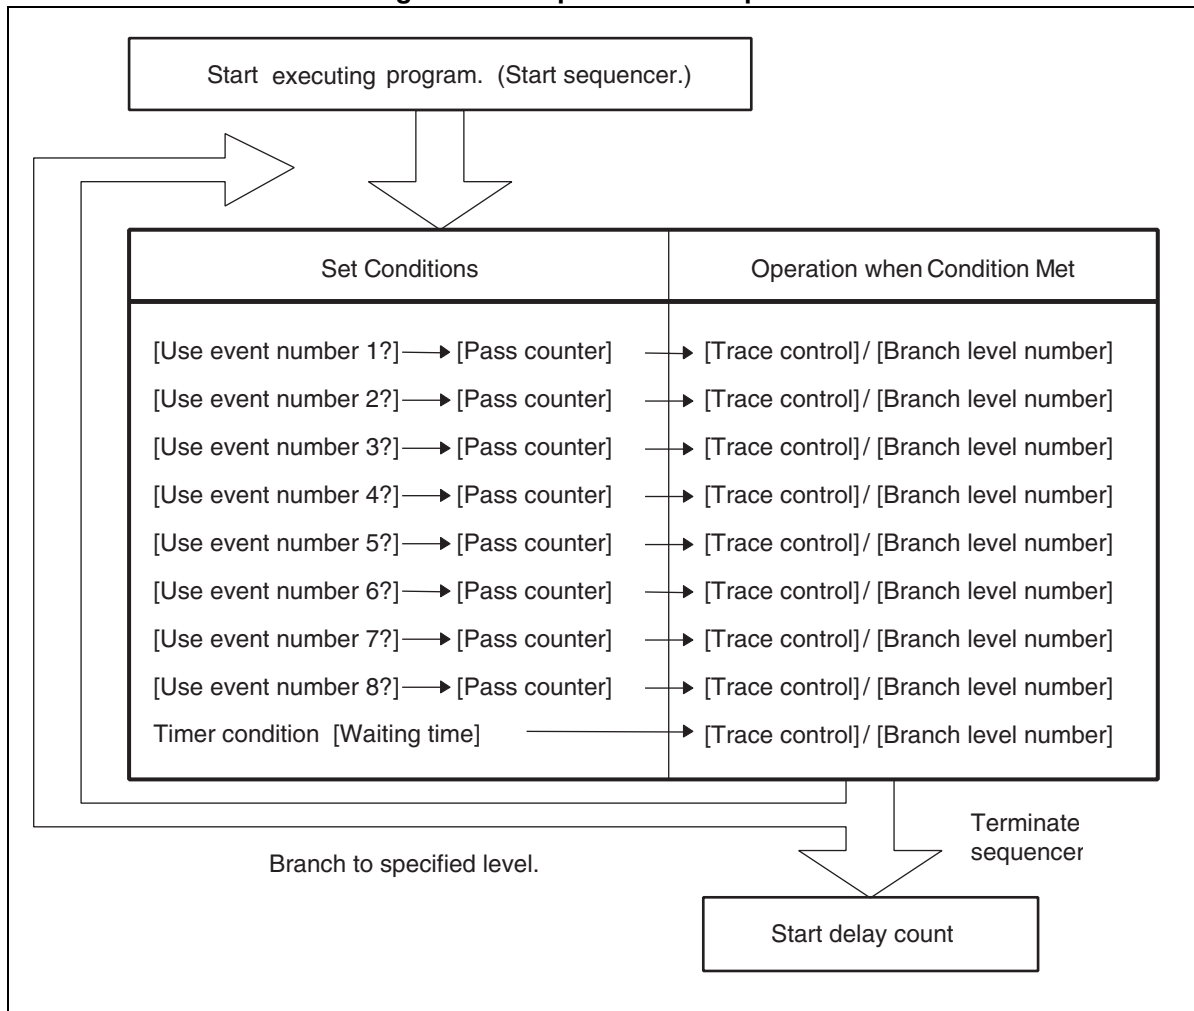 Start executing program. (Start sequencer.)
Set Conditions
Operation when Condition Met
[Use event number 1?] [Pass counter] [Trace control] / [Branch level number]
[Use event number 2?] [Pass counter] [Trace control] / [Branch level number]
[Use event number 3?] [Pass counter] [Trace control] / [Branch level number]
[Use event number 4?] [Pass counter] [Trace control] / [Branch level number]
[Use event number 5?] [Pass counter] [Trace control] / [Branch level number]
[Use event number 6?] [Pass counter] [Trace control] / [Branch level number]
[Use event number 7?] [Pass counter] [Trace control] / [Branch level number]
[Use event number 8?] [Pass counter] [Trace control] / [Branch level number]
Timer condition [Waiting time] [Trace control] / [Branch level number]
Terminate
sequencer
Branch to specified level.
Start delay count